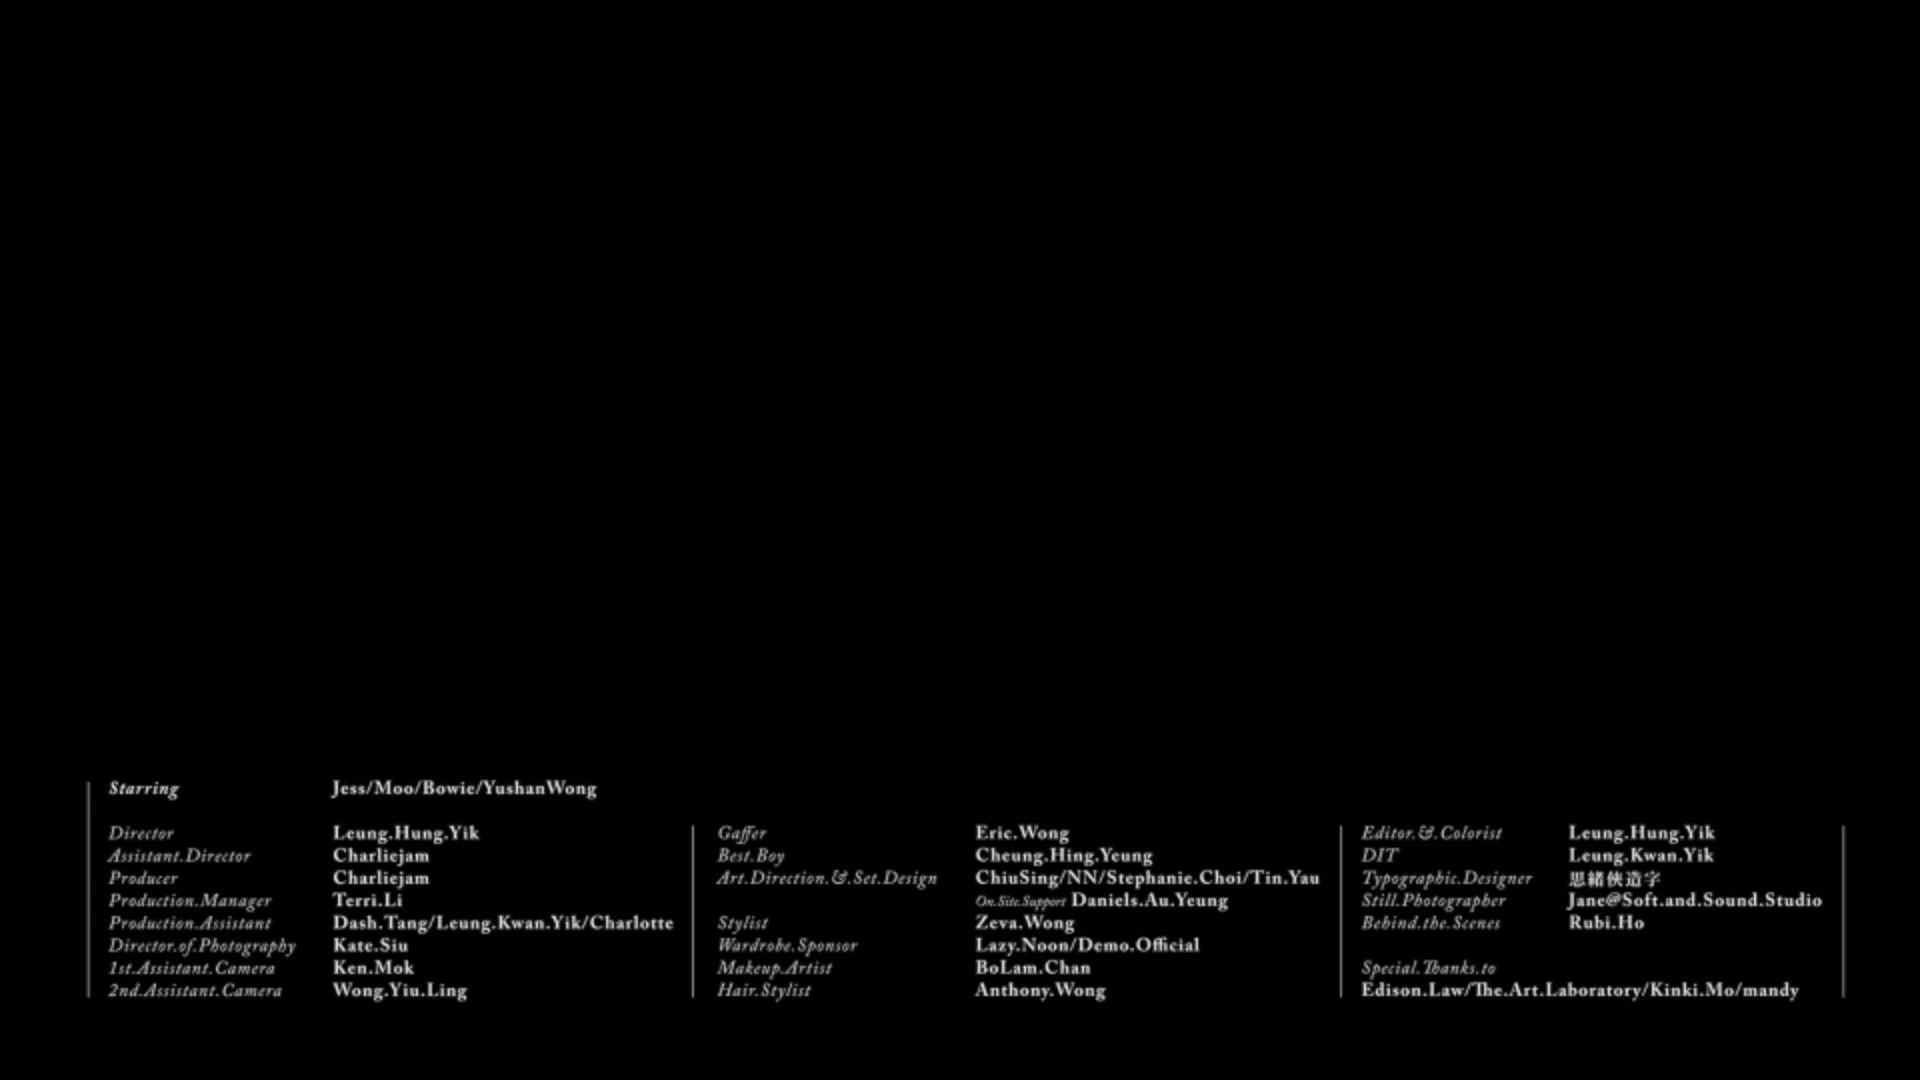 Starring Jess/Moo/Bowie/YushanWong
Director Leung.Hung.Yik
Assistant.Director Charliejam
Producer Charliejam
Production.Manager Terri.Li
Production.Assistant Dash.Tang/Leung.Kwan.Yik/Charlotte
Director.of.Photography Kate.Siu
1st.Assistant.Camera Ken.Mok
2nd.Assistant.Camera Wong.Yiu.Ling
Gaffer Eric.Wong
Best.Boy Cheung.Hing.Yeung
Art.Direction.&.Set.Design ChiuSing/NN/Stephanie.Choi/Tin.Yau
On.Site.Support Daniels.Au.Yeung
Stylist Zeva.Wong
Wardrobe.Sponsor Lazy.Noon/Demo.Official
Makeup.Artist BoLam.Chan
Hair.Stylist Anthony.Wong
Editor.&.Colorist Leung.Hung.Yik
DIT Leung.Kwan.Yik
Typographic.Designer 思緒俠造字
Still.Photographer Jane@Soft.and.Sound.Studio
Behind.the.Scenes Rubi.Ho
Special.Thanks.to
Edison.Law/The.Art.Laboratory/Kinki.Mo/mandy